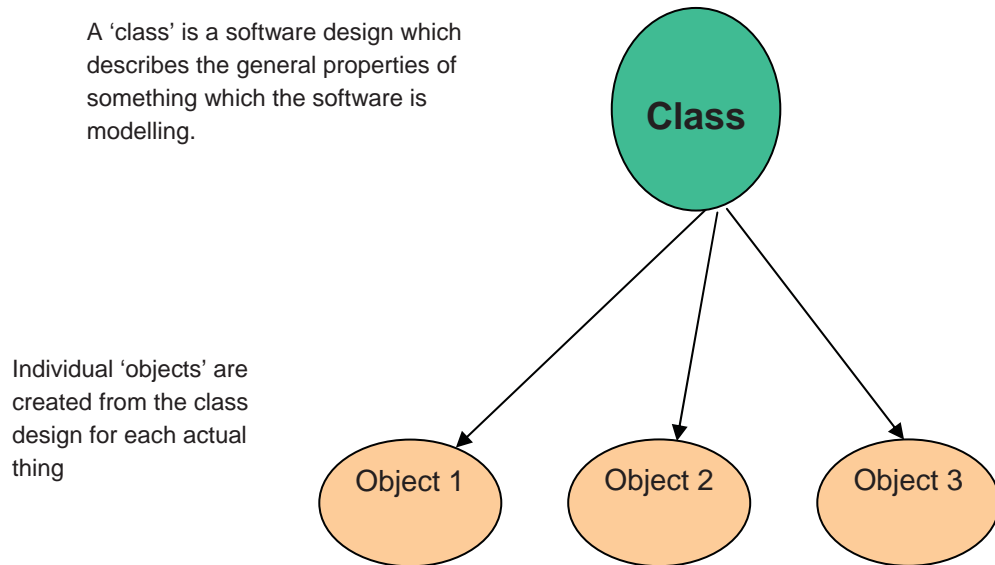 A ‘class’ is a software design which
describes the general properties of
something which the software is
modelling.
Class
Individual ‘objects’ are
created from the class
design for each actual
thing
Object 1
Object 2
Object 3